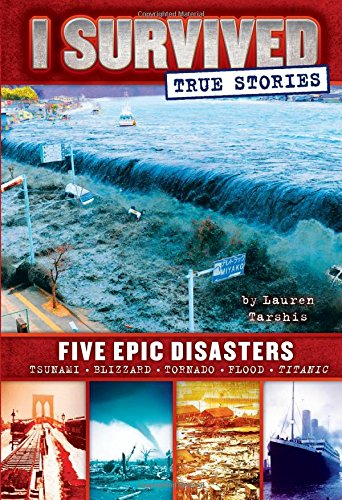 I SURVIVED
TRUE STORIES
MIYAKO
by Lauren
Tarshis
FIVE EPIC DISASTERS
TSUNAMI • BLIZZARD • TORNADO • FLOOD • TITANIC